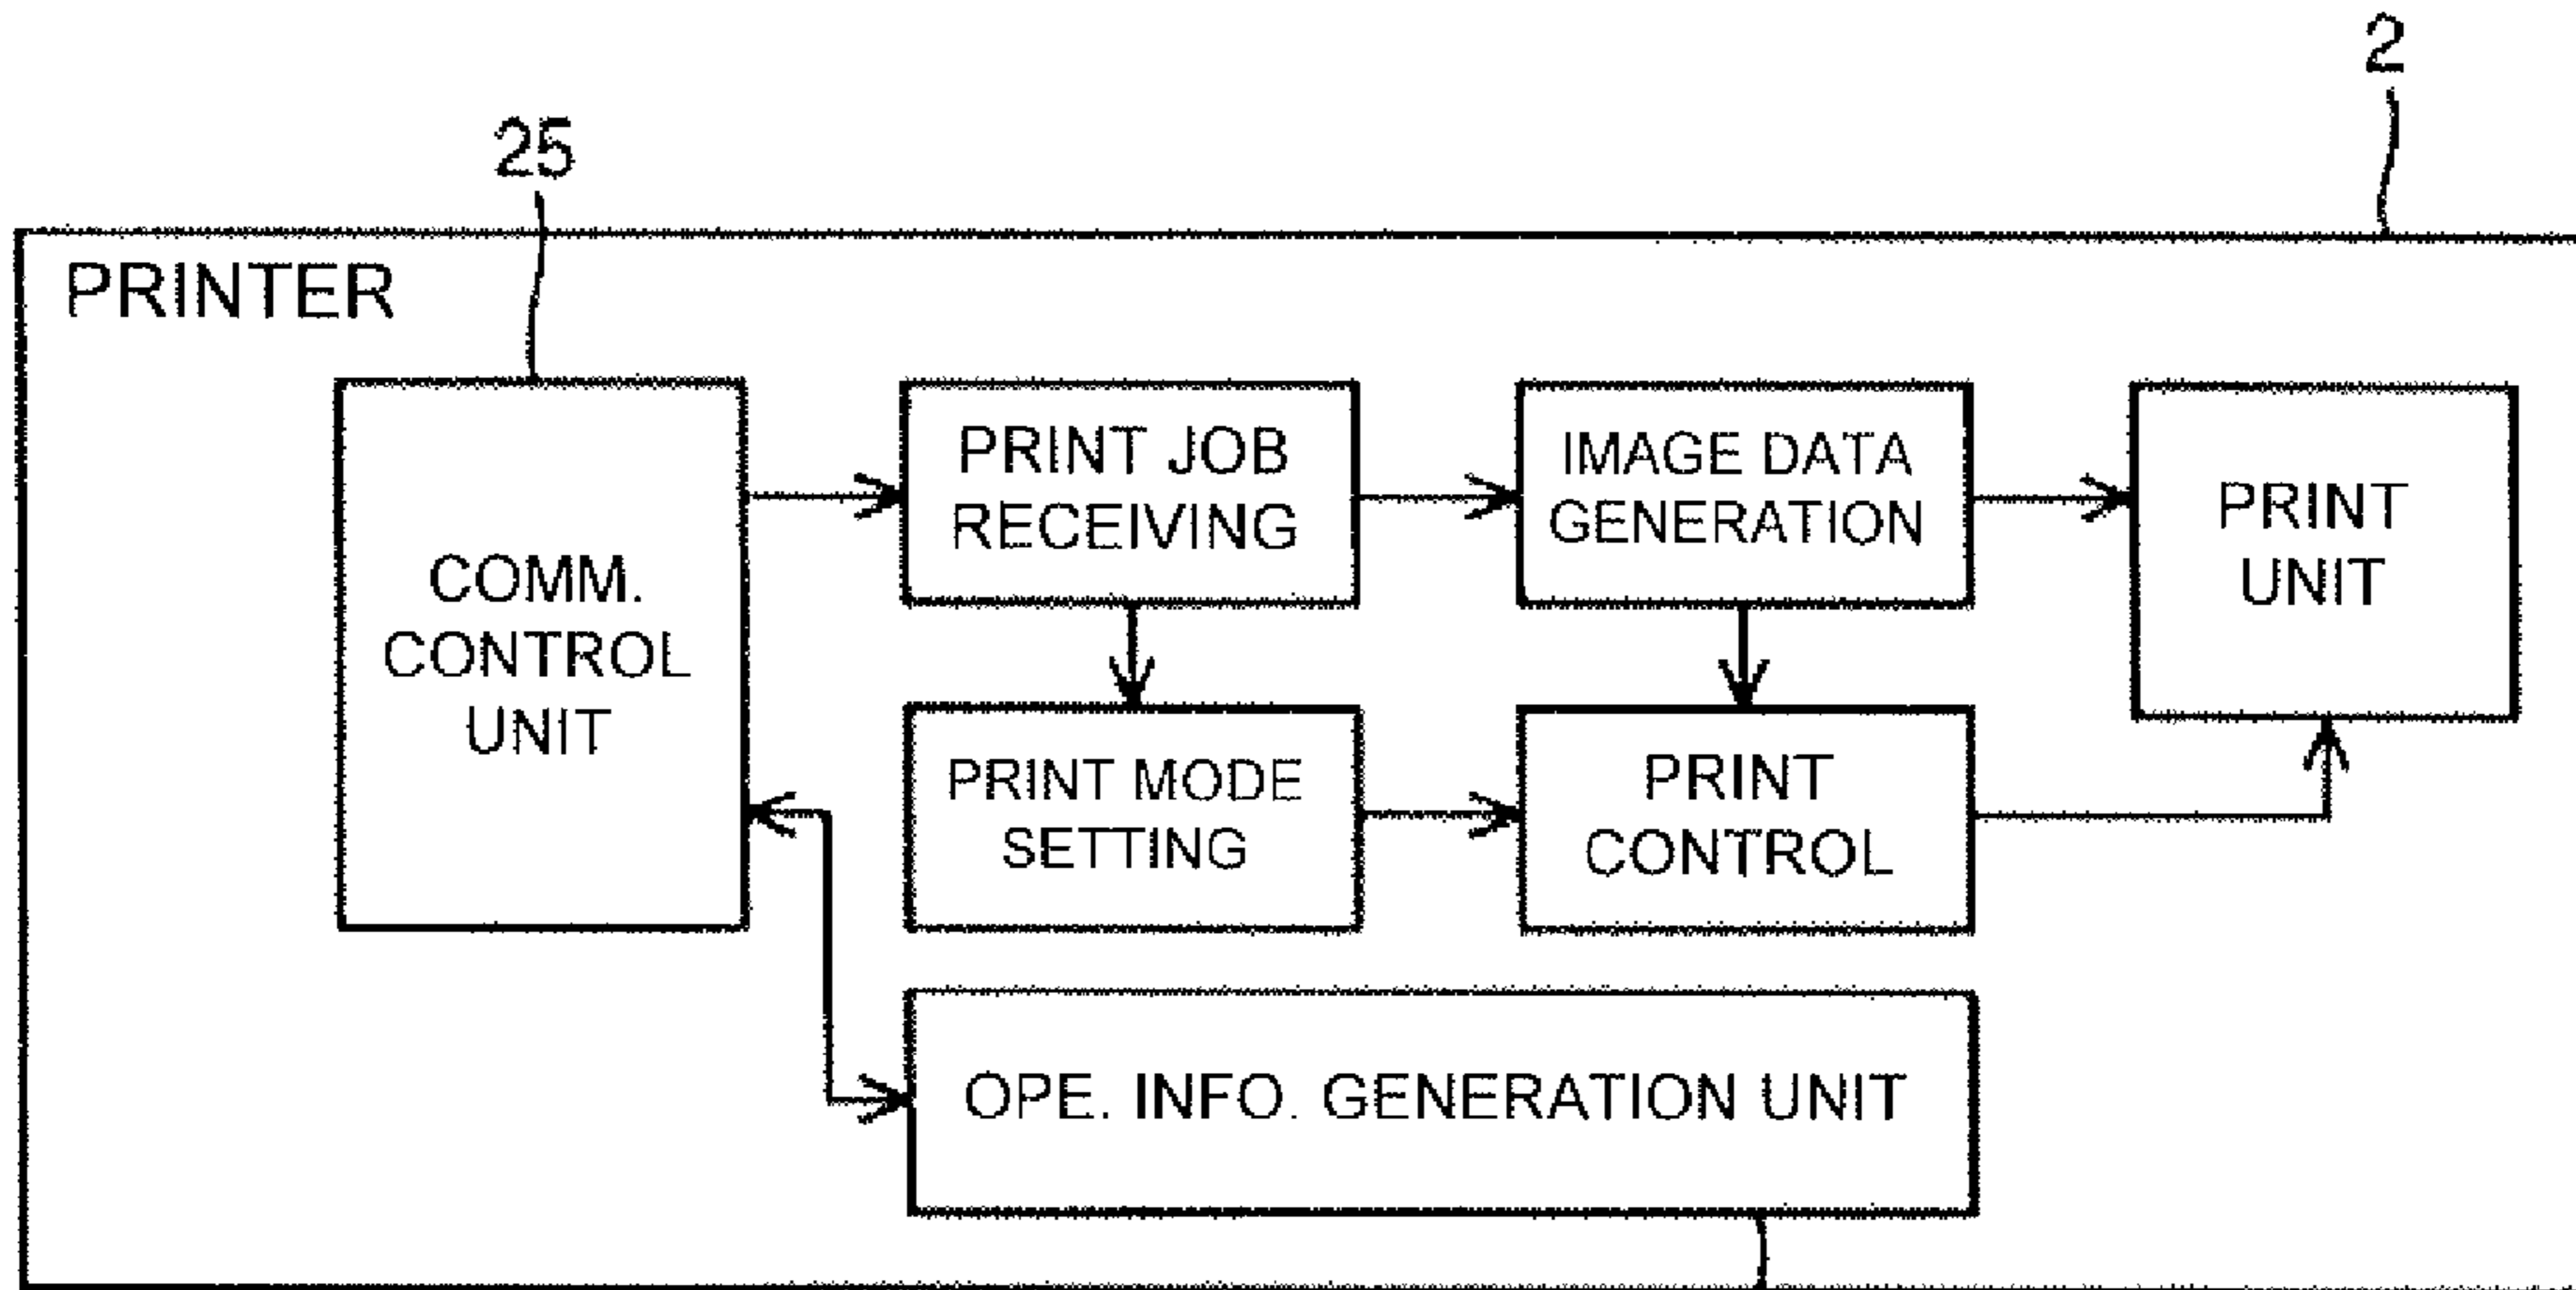 2
25
PRINTER
COMM.
CONTROL
UNIT
PRINT JOB
RECEIVING
IMAGE DATA
GENERATION
PRINT
UNIT
PRINT MODE
SETTING
PRINT
CONTROL
OPE. INFO. GENERATION UNIT